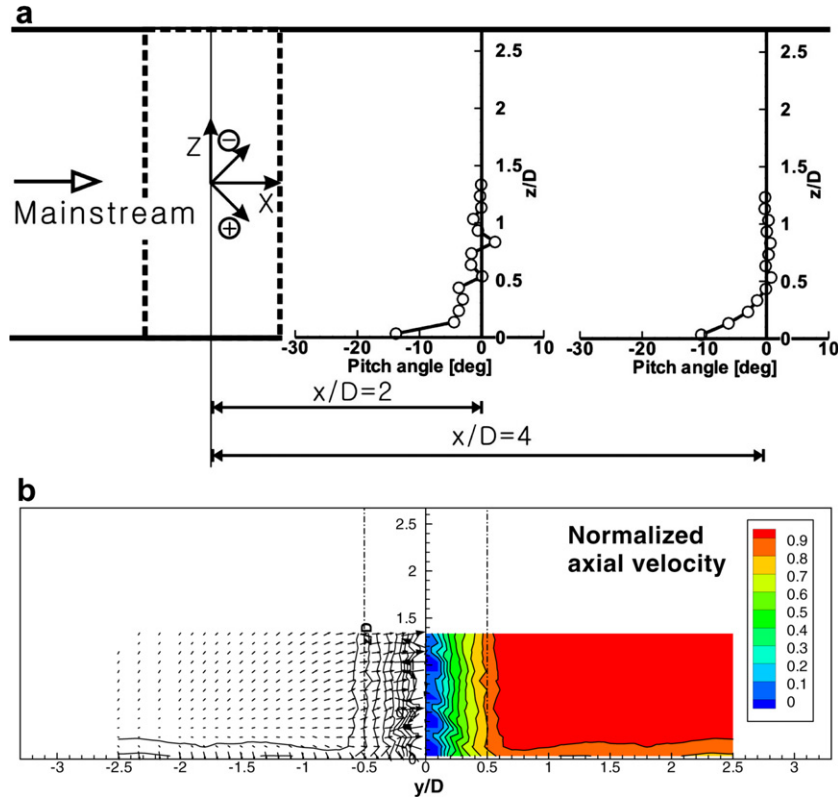 a
Z
−
X
+
Mainstream
2.5
2
1.5
z/D
1
0.5
0
-30 -20 -10 0 10
Pitch angle [deg]
2.5
2
1.5
z/D
1
0.5
0
-30 -20 -10 0 10
Pitch angle [deg]
x/D=2
x/D=4
b
2.5
2
1.5
z/D
0
Normalized
axial velocity
0.9
0.8
0.7
0.6
0.5
0.4
0.3
0.2
0.1
0
-3 -2.5 -2 -1.5 -1 -0.5 0 0.5 1 1.5 2 2.5 3
y/D